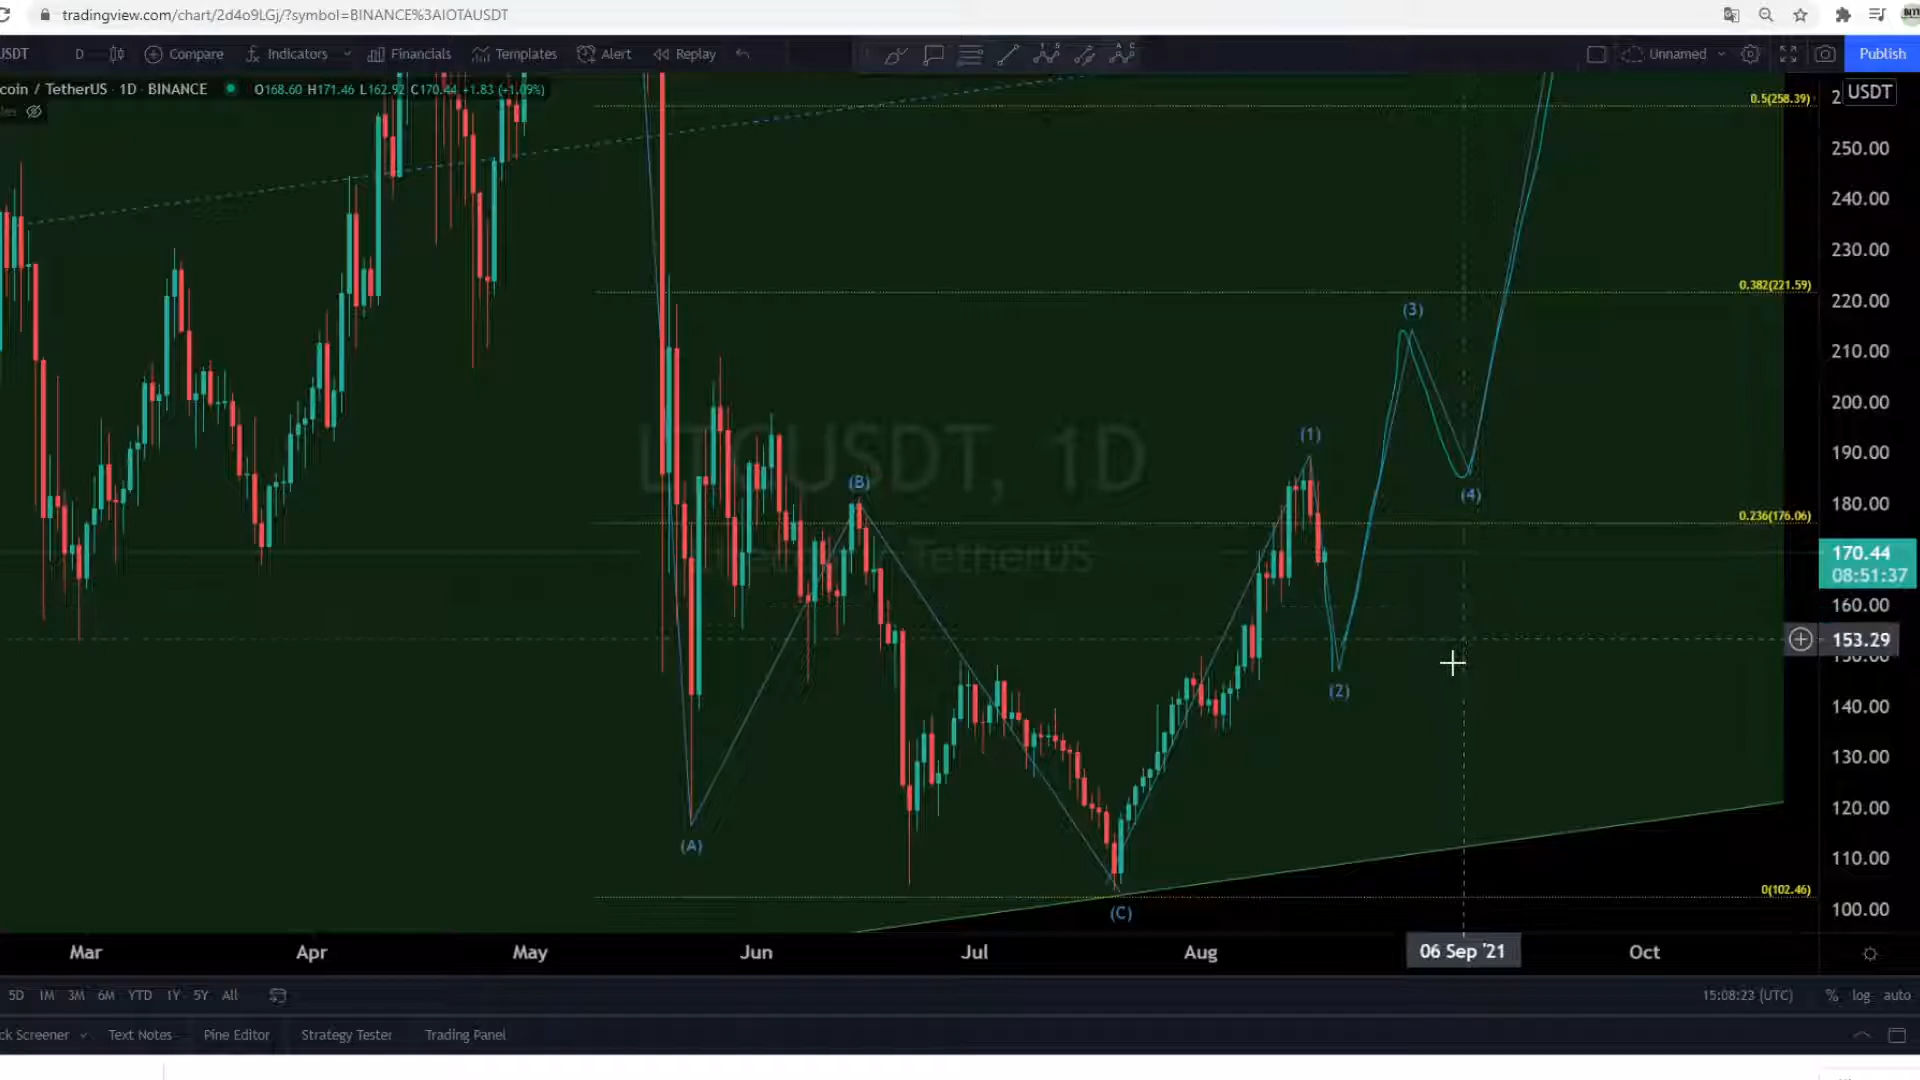 tradingview.com/chart/2d4o9LGj/?symbol=BINANCE%3AIOTAUSDT
USDT D Compare Indicators Financials Templates Alert Replay Unnamed Publish
coin / TetherUS · 1D · BINANCE O168.60 H171.46 L162.92 C170.44 +1.83 (+1.09%)
USDT
0.5(258.39)
250.00
240.00
230.00
0.382(221.59)
220.00
(3)
210.00
200.00
(1)
190.00
LTCUSDT, 1D
(B)
(4)
180.00
0.236(176.06)
TetherUS
170.44
08:51:37
160.00
153.29
150.00
(2)
140.00
130.00
120.00
(A)
110.00
0(102.46)
100.00
(C)
Mar Apr May Jun Jul Aug 06 Sep '21 Oct
5D 1M 3M 6M YTD 1Y 5Y All 15:08:23 (UTC) % log auto
ck Screener Text Notes Pine Editor Strategy Tester Trading Panel